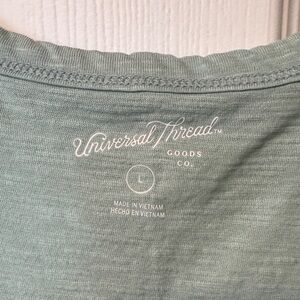 Universal Thread™
GOODS
CO.
L
MADE IN VIETNAM
HECHO EN VIETNAM